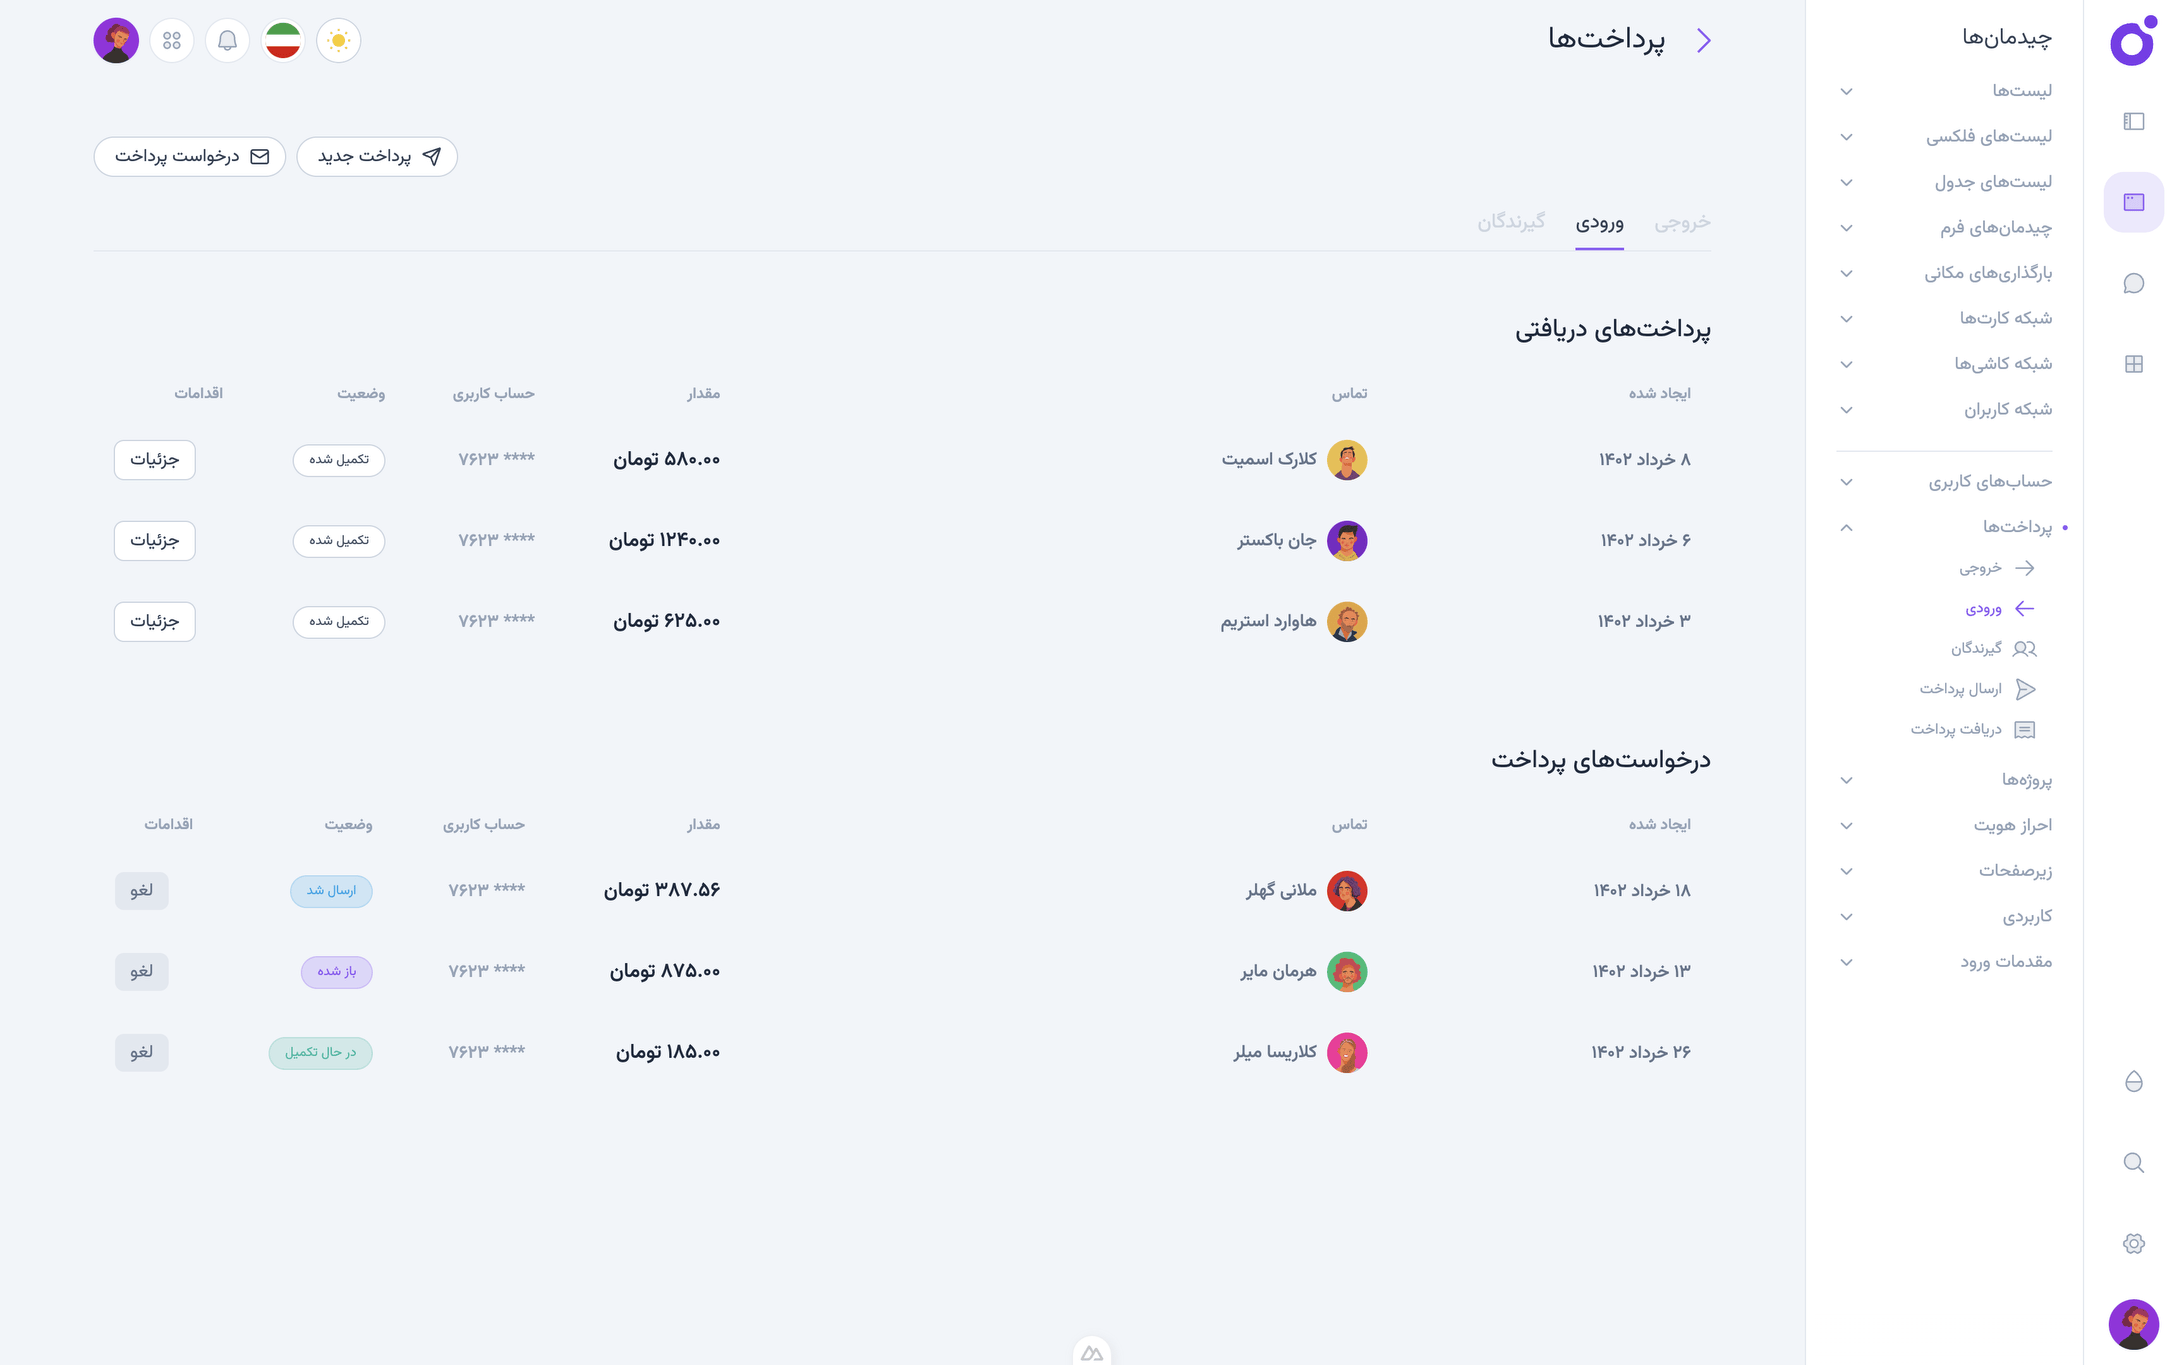 چیدمان‌ها
لیست‌ها
لیست‌های فلکسی
لیست‌های جدول
چیدمان‌های فرم
بارگذاری‌های مکانی
شبکه کارت‌ها
شبکه کاشی‌ها
شبکه کاربران
حساب‌های کاربری
پرداخت‌ها
خروجی
ورودی
گیرندگان
ارسال پرداخت
دریافت پرداخت
پروژه‌ها
احراز هویت
زیرصفحات
کاربردی
مقدمات ورود
پرداخت‌ها
پرداخت جدید
درخواست پرداخت
خروجی ورودی گیرندگان
پرداخت‌های دریافتی
ایجاد شده تماس مقدار حساب کاربری وضعیت اقدامات
۸ خرداد ۱۴۰۲ کلارک اسمیت ۵۸۰.۰۰ تومان **** ۷۶۲۳ تکمیل شده جزئیات
۶ خرداد ۱۴۰۲ جان باکستر ۱۲۴۰.۰۰ تومان **** ۷۶۲۳ تکمیل شده جزئیات
۳ خرداد ۱۴۰۲ هاوارد استریم ۶۲۵.۰۰ تومان **** ۷۶۲۳ تکمیل شده جزئیات
درخواست‌های پرداخت
ایجاد شده تماس مقدار حساب کاربری وضعیت اقدامات
۱۸ خرداد ۱۴۰۲ ملانی گهلر ۳۸۷.۵۶ تومان **** ۷۶۲۳ ارسال شد لغو
۱۳ خرداد ۱۴۰۲ هرمان مایر ۸۷۵.۰۰ تومان **** ۷۶۲۳ باز شده لغو
۲۶ خرداد ۱۴۰۲ کلاریسا میلر ۱۸۵.۰۰ تومان **** ۷۶۲۳ در حال تکمیل لغو